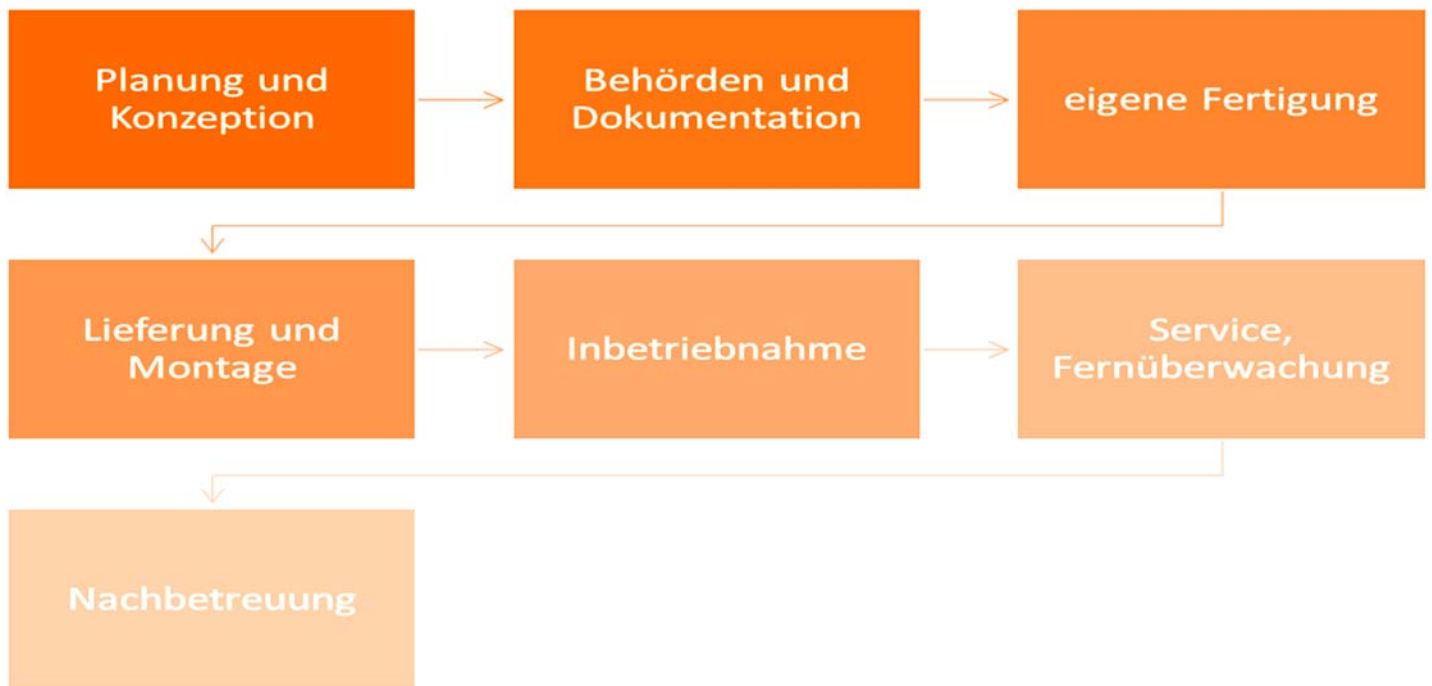 Planung und
Konzeption
Behörden und
Dokumentation
eigene Fertigung
Lieferung und
Montage
Inbetriebnahme
Service,
Fernüberwachung
Nachbetreuung